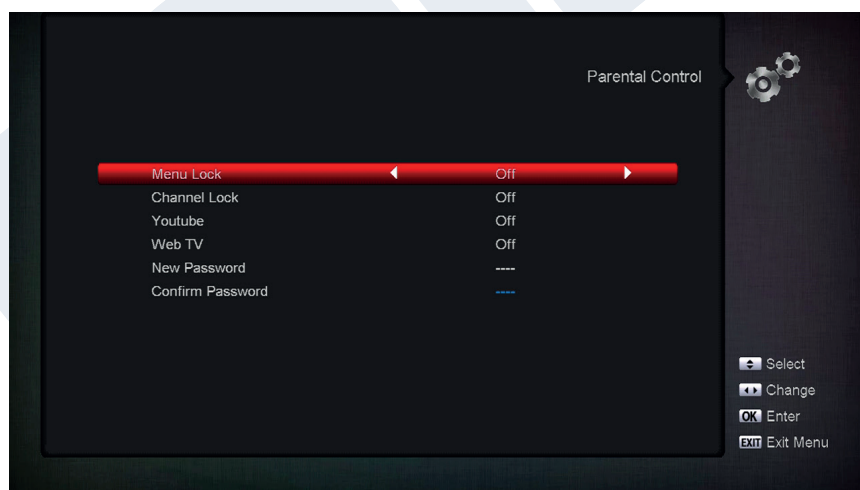 Parental Control
Menu Lock Off
Channel Lock Off
Youtube Off
Web TV Off
New Password ----
Confirm Password ----
Select
Change
OK Enter
EXIT Exit Menu